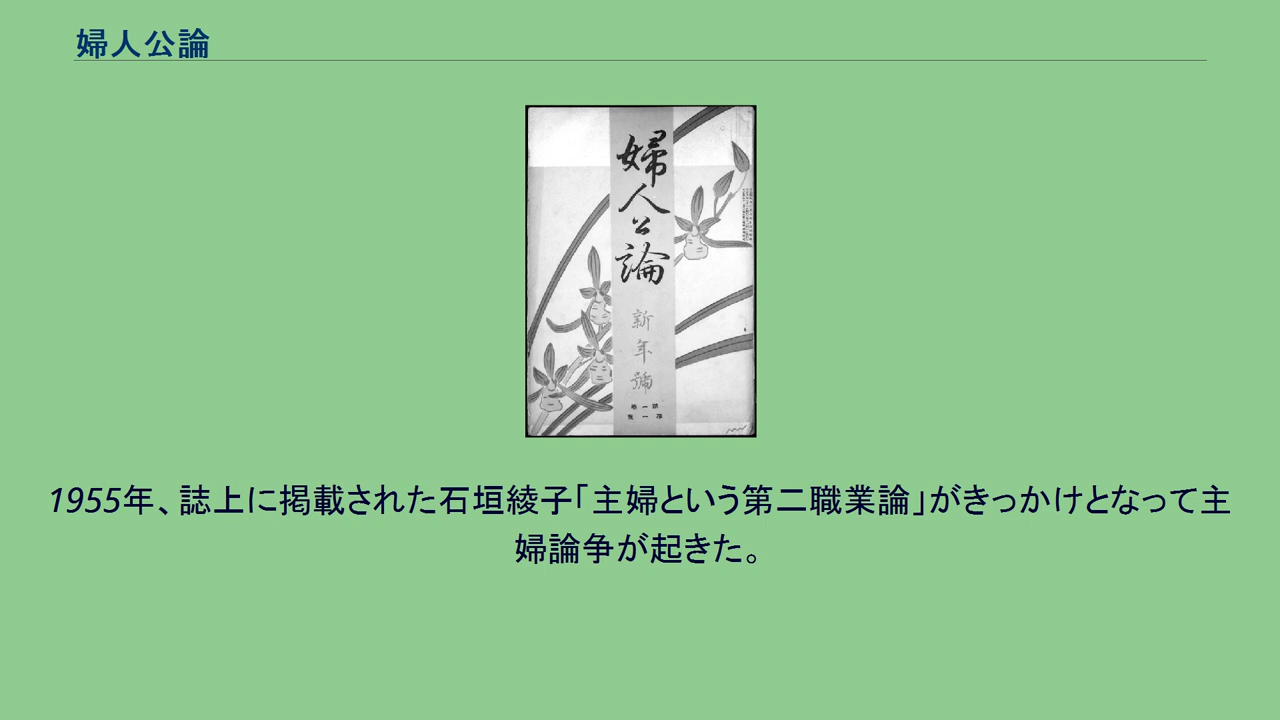 婦人公論
婦人公論
新年號
1955年、誌上に掲載された石垣綾子「主婦という第二職業論」がきっかけとなって主
婦論争が起きた。